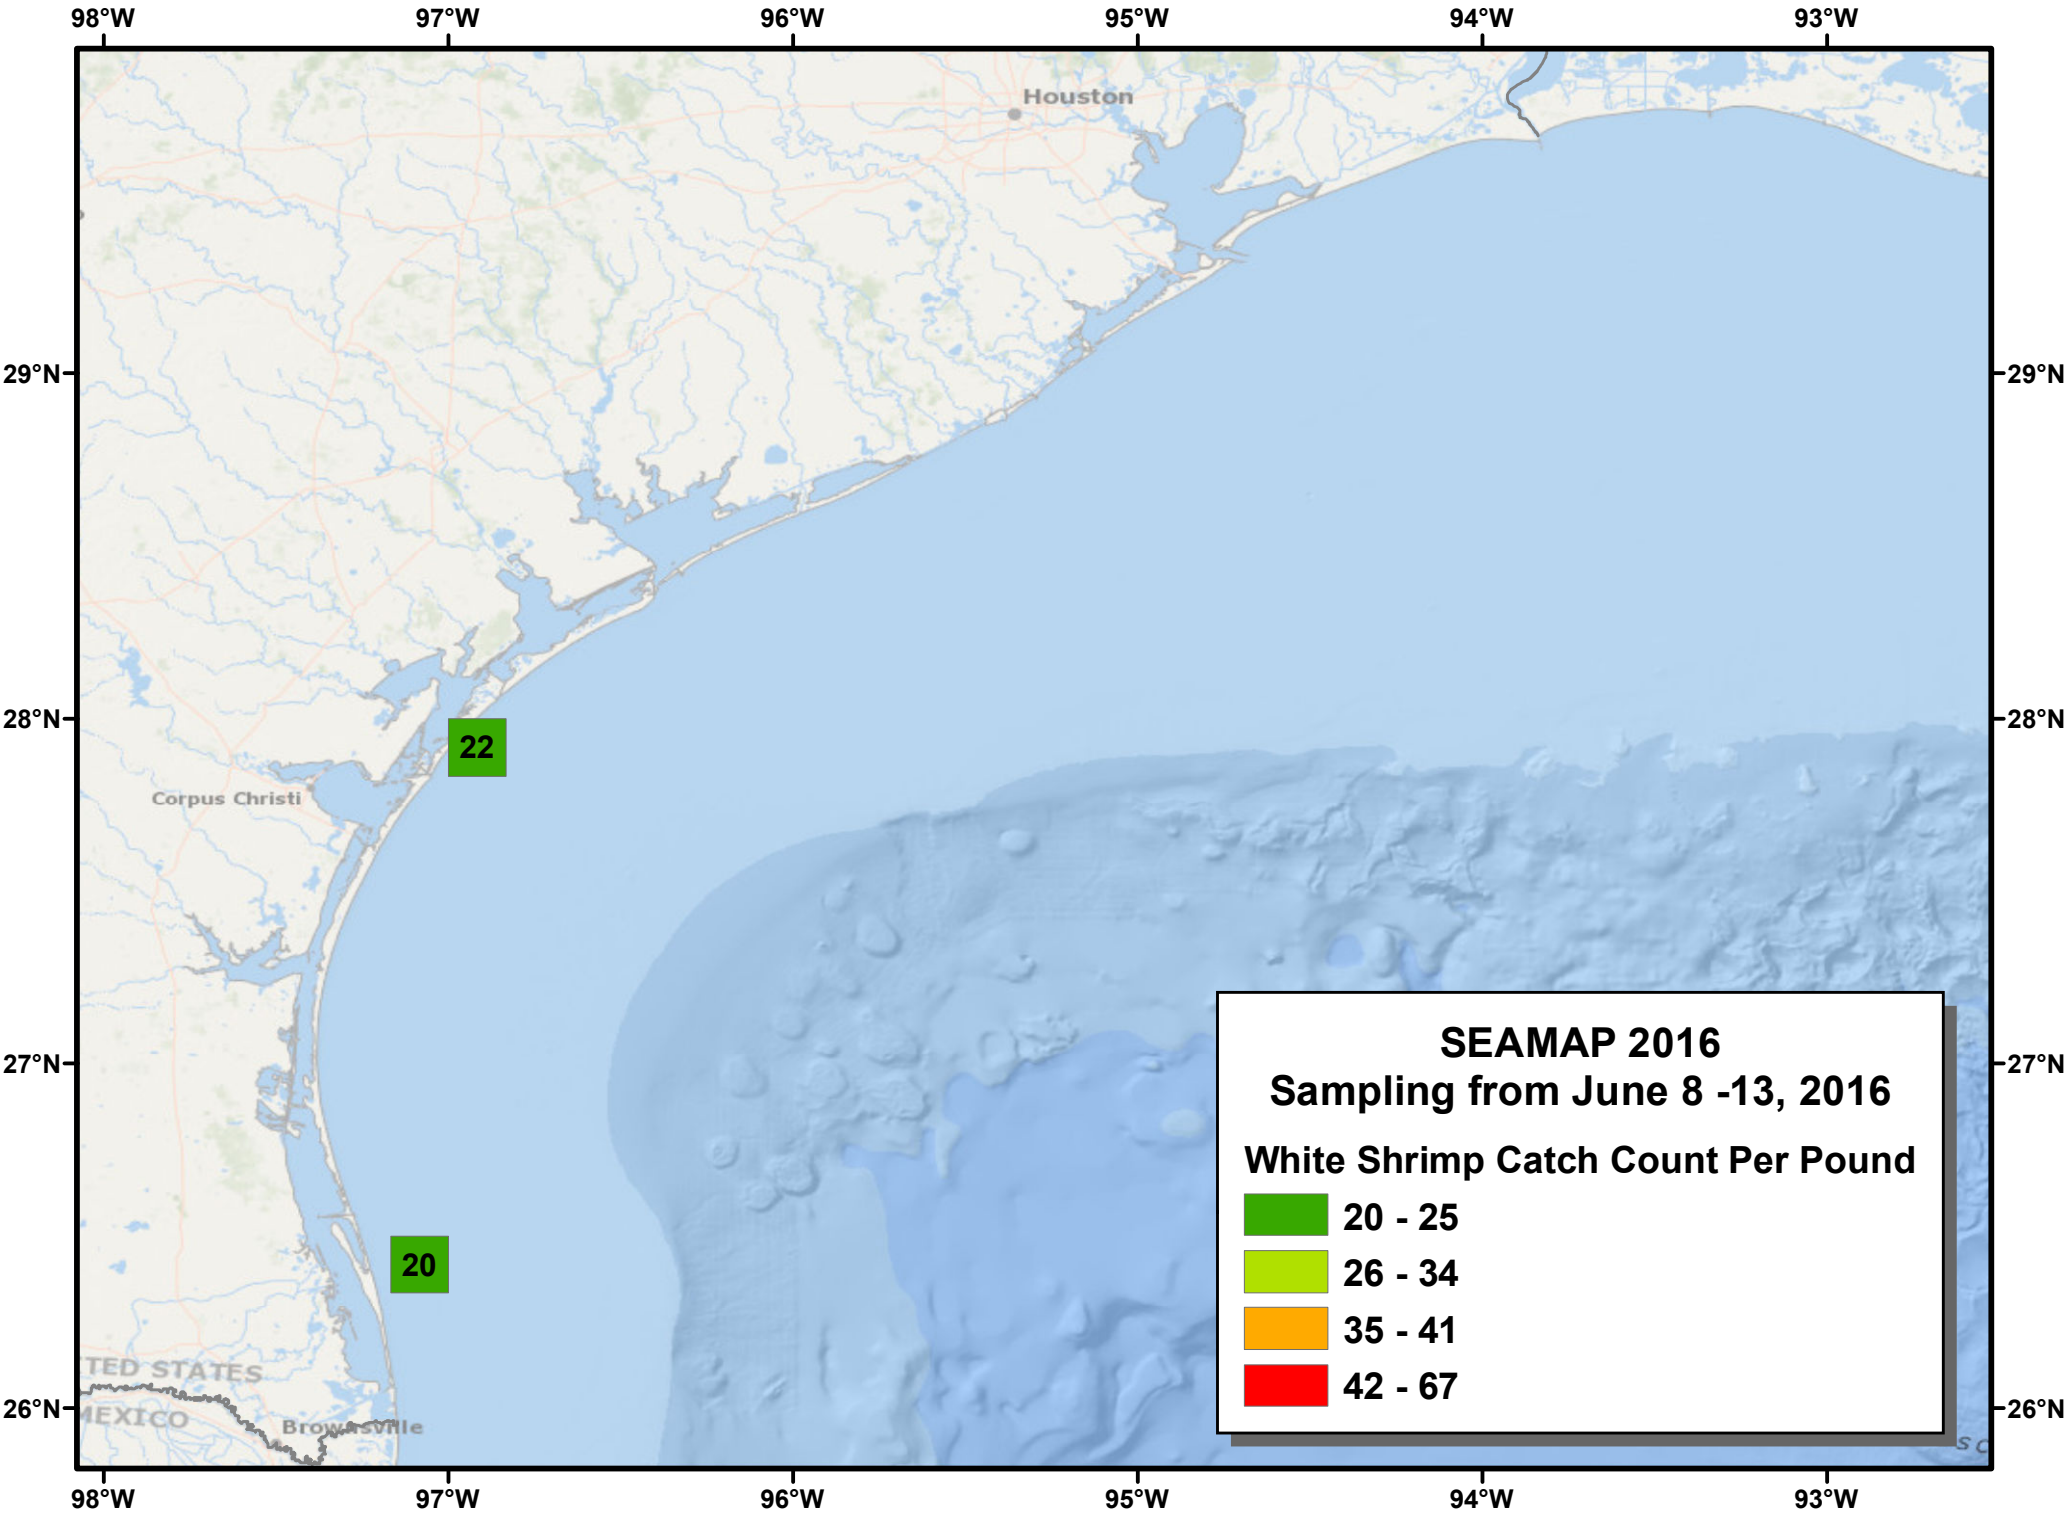 98°W 97°W 96°W 95°W 94°W 93°W
Houston
29°N 29°N
28°N 28°N
22
Corpus Christi
27°N 27°N
SEAMAP 2016
Sampling from June 8 -13, 2016
White Shrimp Catch Count Per Pound
20 - 25
26 - 34
35 - 41
42 - 67
20
TED STATES
MEXICO
Brownsville
26°N 26°N
98°W 97°W 96°W 95°W 94°W 93°W